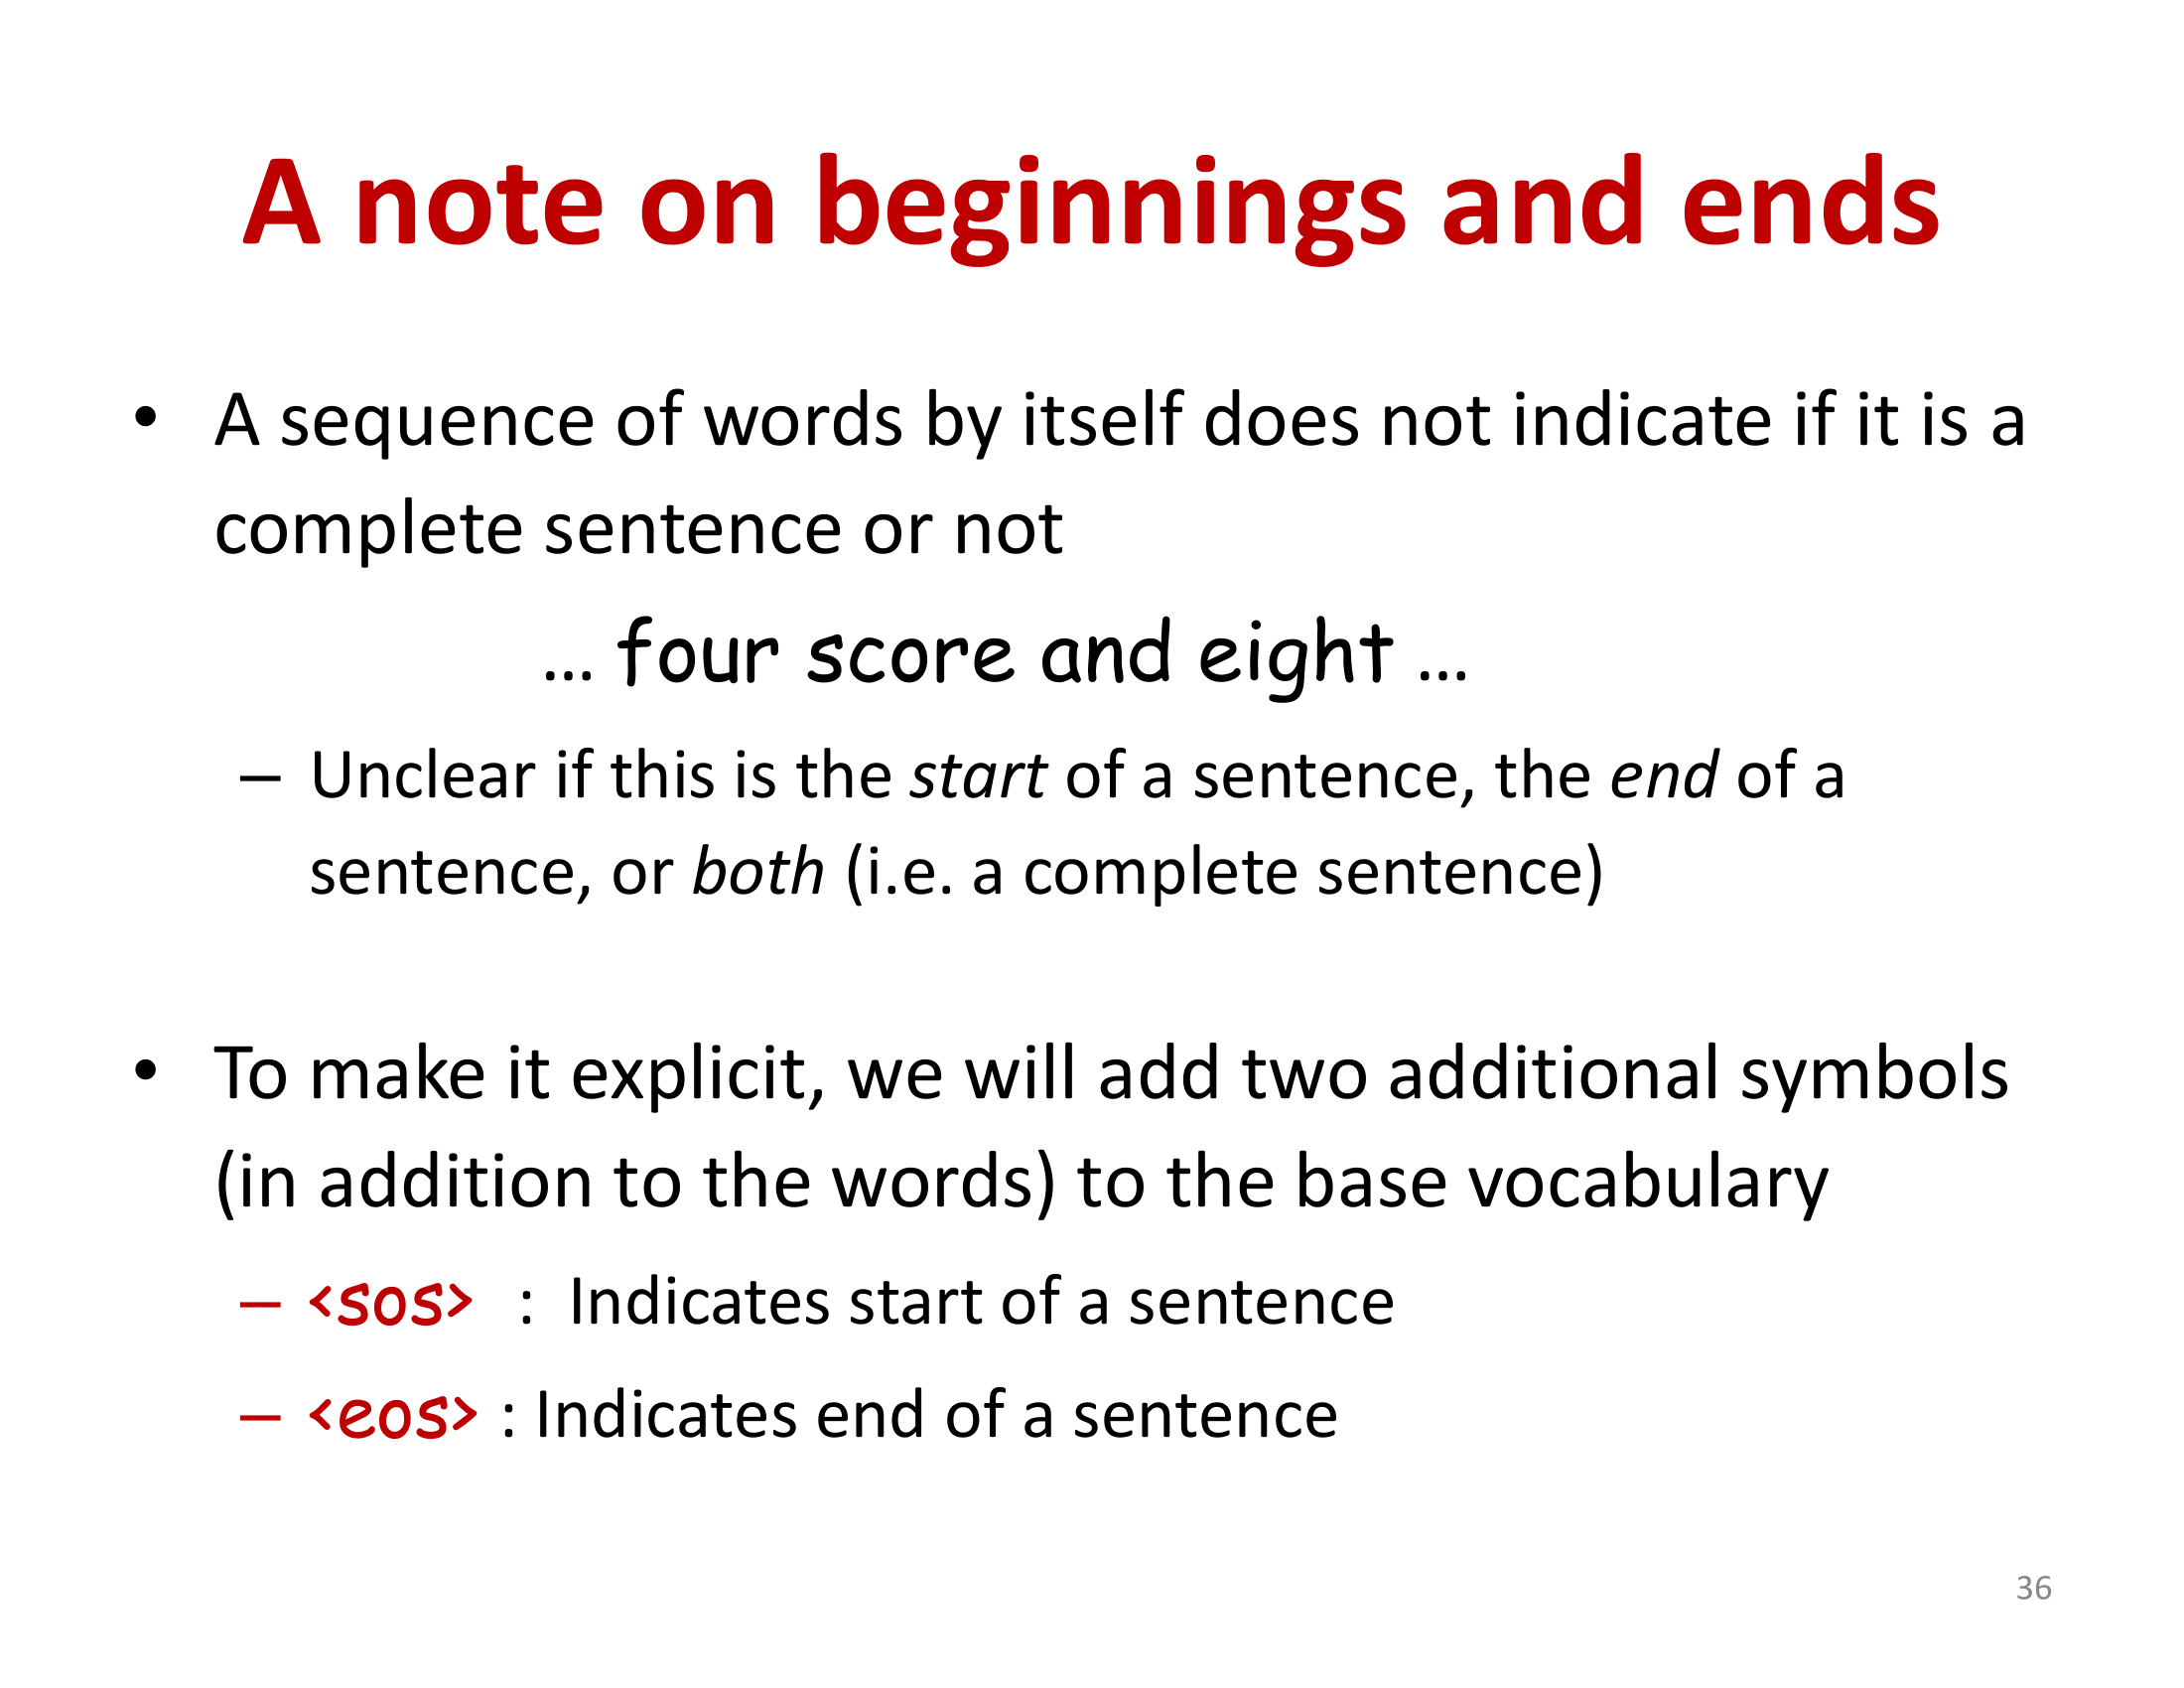 A note on beginnings and ends
• A sequence of words by itself does not indicate if it is a
complete sentence or not
… four score and eight …
– Unclear if this is the start of a sentence, the end of a
sentence, or both (i.e. a complete sentence)
• To make it explicit, we will add two additional symbols
(in addition to the words) to the base vocabulary
– <sos> : Indicates start of a sentence
– <eos> : Indicates end of a sentence
36